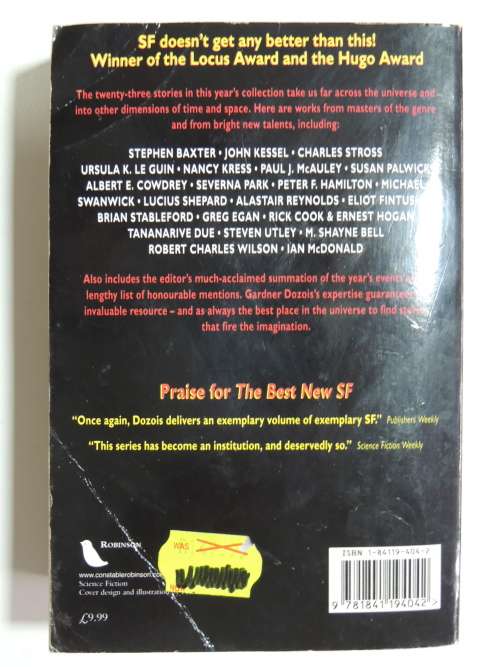 SF doesn't get any better than this!
Winner of the Locus Award and the Hugo Award
The twenty-three stories in this year's collection take us far across the universe and
into other dimensions of time and space. Here are works from masters of the genre
and from bright new talents, including:
STEPHEN BAXTER • JOHN KESSEL • CHARLES STROSS
URSULA K. LE GUIN • NANCY KRESS • PAUL J. McAULEY • SUSAN PALWICK
ALBERT E. COWDREY • SEVERNA PARK • PETER F. HAMILTON • MICHAEL
SWANWICK • LUCIUS SHEPARD • ALASTAIR REYNOLDS • ELIOT FINTUS
BRIAN STABLEFORD • GREG EGAN • RICK COOK & ERNEST HOGAN
TANANARIVE DUE • STEVEN UTLEY • M. SHAYNE BELL
ROBERT CHARLES WILSON • IAN McDONALD
Also includes the editor's much-acclaimed summation of the year's events
lengthy list of honourable mentions. Gardner Dozois's expertise guarantees
invaluable resource – and as always the best place in the universe to find
that fire the imagination.
Praise for The Best New SF
"Once again, Dozois delivers an exemplary volume of exemplary SF." Publishers Weekly
"This series has become an institution, and deservedly so." Science Fiction Weekly
ROBINSON
www.constablerobinson.com
Science Fiction
Cover design and illustration
£9.99
WAS
ISBN 1-84119-404-2
9 781841 194042 >